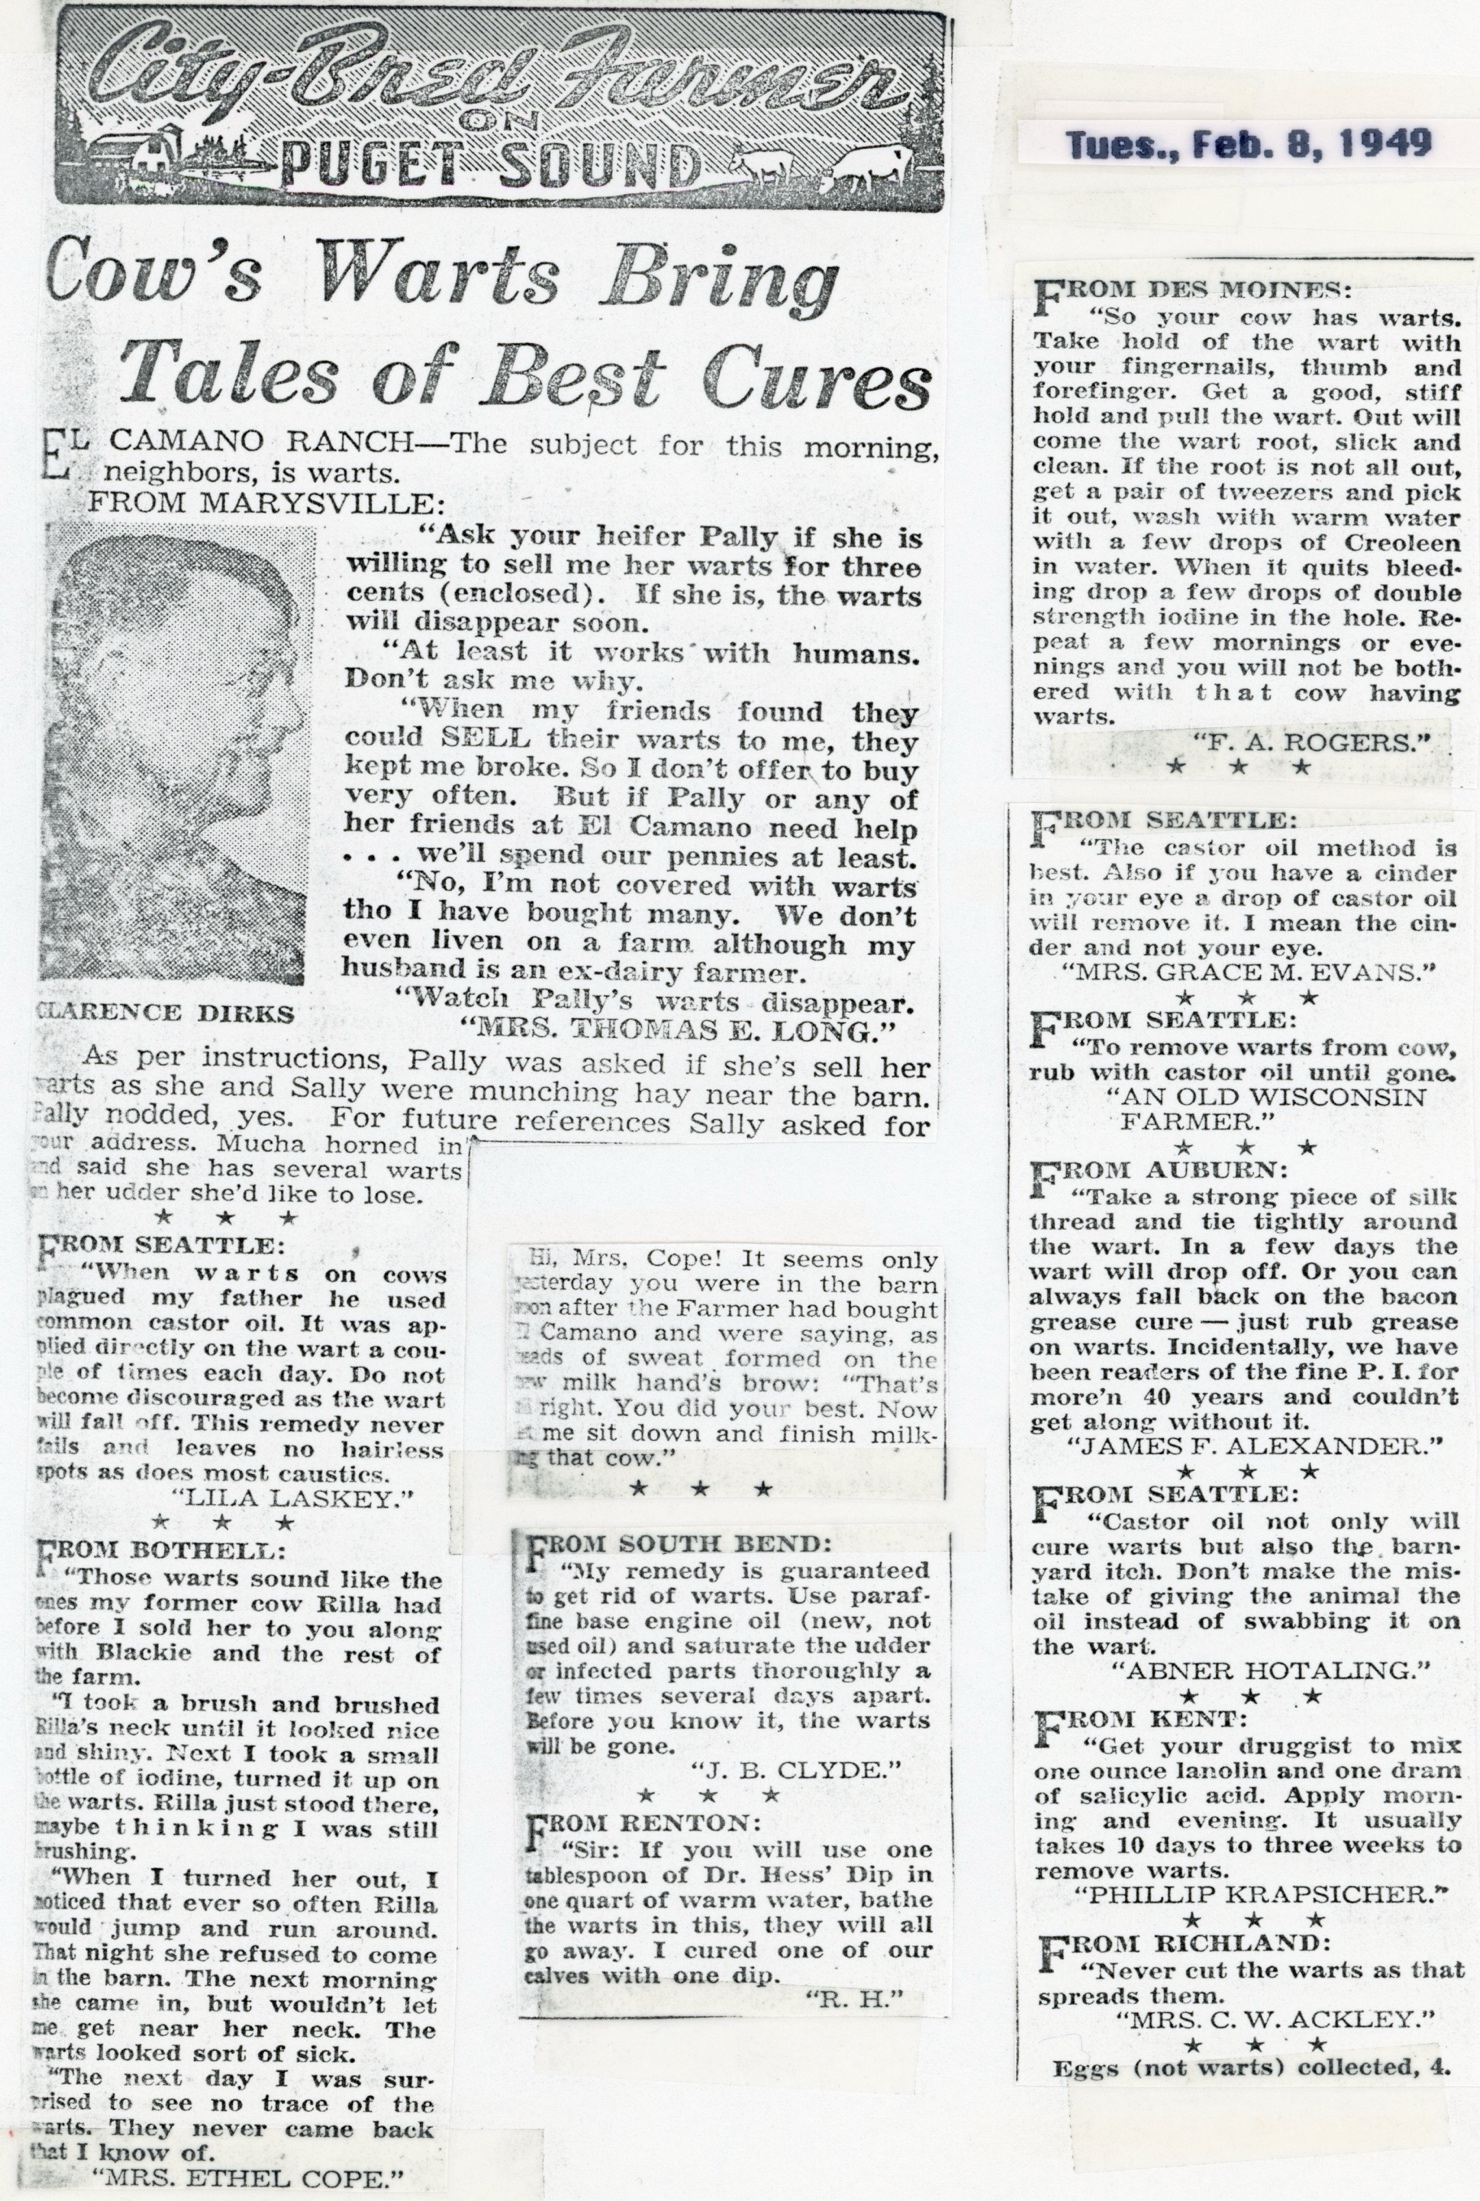 City-Bred Farmer
ON
PUGET SOUND
Tues., Feb. 8, 1949
Cow's Warts Bring
Tales of Best Cures
EL CAMANO RANCH—The subject for this morning,
neighbors, is warts.
FROM MARYSVILLE:
"Ask your heifer Pally if she is
willing to sell me her warts for three
cents (enclosed). If she is, the warts
will disappear soon.
"At least it works with humans.
Don't ask me why.
"When my friends found they
could SELL their warts to me, they
kept me broke. So I don't offer to buy
very often. But if Pally or any of
her friends at El Camano need help
. . . we'll spend our pennies at least.
"No, I'm not covered with warts
tho I have bought many. We don't
even liven on a farm although my
husband is an ex-dairy farmer.
"Watch Pally's warts disappear.
"MRS. THOMAS E. LONG."
CLARENCE DIRKS
As per instructions, Pally was asked if she's sell her
warts as she and Sally were munching hay near the barn.
Pally nodded, yes. For future references Sally asked for
your address. Mucha horned in
and said she has several warts
on her udder she'd like to lose.
★ ★ ★
FROM SEATTLE:
"When warts on cows
plagued my father he used
common castor oil. It was ap-
plied directly on the wart a cou-
ple of times each day. Do not
become discouraged as the wart
will fall off. This remedy never
fails and leaves no hairless
spots as does most caustics.
"LILA LASKEY."
★ ★ ★
FROM BOTHELL:
"Those warts sound like the
ones my former cow Rilla had
before I sold her to you along
with Blackie and the rest of
the farm.
"I took a brush and brushed
Rilla's neck until it looked nice
and shiny. Next I took a small
bottle of iodine, turned it up on
the warts. Rilla just stood there,
maybe thinking I was still
brushing.
"When I turned her out, I
noticed that ever so often Rilla
would jump and run around.
That night she refused to come
in the barn. The next morning
she came in, but wouldn't let
me get near her neck. The
warts looked sort of sick.
"The next day I was sur-
prised to see no trace of the
warts. They never came back
that I know of.
"MRS. ETHEL COPE."
Hi, Mrs. Cope! It seems only
yesterday you were in the barn
soon after the Farmer had bought
El Camano and were saying, as
beads of sweat formed on the
new milk hand's brow: "That's
all right. You did your best. Now
let me sit down and finish milk-
ing that cow."
★ ★ ★
FROM SOUTH BEND:
"My remedy is guaranteed
to get rid of warts. Use paraf-
fine base engine oil (new, not
used oil) and saturate the udder
or infected parts thoroughly a
few times several days apart.
Before you know it, the warts
will be gone.
"J. B. CLYDE."
★ ★ ★
FROM RENTON:
"Sir: If you will use one
tablespoon of Dr. Hess' Dip in
one quart of warm water, bathe
the warts in this, they will all
go away. I cured one of our
calves with one dip.
"R. H."
FROM DES MOINES:
"So your cow has warts.
Take hold of the wart with
your fingernails, thumb and
forefinger. Get a good, stiff
hold and pull the wart. Out will
come the wart root, slick and
clean. If the root is not all out,
get a pair of tweezers and pick
it out, wash with warm water
with a few drops of Creoleen
in water. When it quits bleed-
ing drop a few drops of double
strength iodine in the hole. Re-
peat a few mornings or eve-
nings and you will not be both-
ered with that cow having
warts.
"F. A. ROGERS."
★ ★ ★
FROM SEATTLE:
"The castor oil method is
best. Also if you have a cinder
in your eye a drop of castor oil
will remove it. I mean the cin-
der and not your eye.
"MRS. GRACE M. EVANS."
★ ★ ★
FROM SEATTLE:
"To remove warts from cow,
rub with castor oil until gone.
"AN OLD WISCONSIN
FARMER."
★ ★ ★
FROM AUBURN:
"Take a strong piece of silk
thread and tie tightly around
the wart. In a few days the
wart will drop off. Or you can
always fall back on the bacon
grease cure — just rub grease
on warts. Incidentally, we have
been readers of the fine P. I. for
more'n 40 years and couldn't
get along without it.
"JAMES F. ALEXANDER."
★ ★ ★
FROM SEATTLE:
"Castor oil not only will
cure warts but also the barn-
yard itch. Don't make the mis-
take of giving the animal the
oil instead of swabbing it on
the wart.
"ABNER HOTALING."
★ ★ ★
FROM KENT:
"Get your druggist to mix
one ounce lanolin and one dram
of salicylic acid. Apply morn-
ing and evening. It usually
takes 10 days to three weeks to
remove warts.
"PHILLIP KRAPSICHER."
★ ★ ★
FROM RICHLAND:
"Never cut the warts as that
spreads them.
"MRS. C. W. ACKLEY."
★ ★ ★
Eggs (not warts) collected, 4.